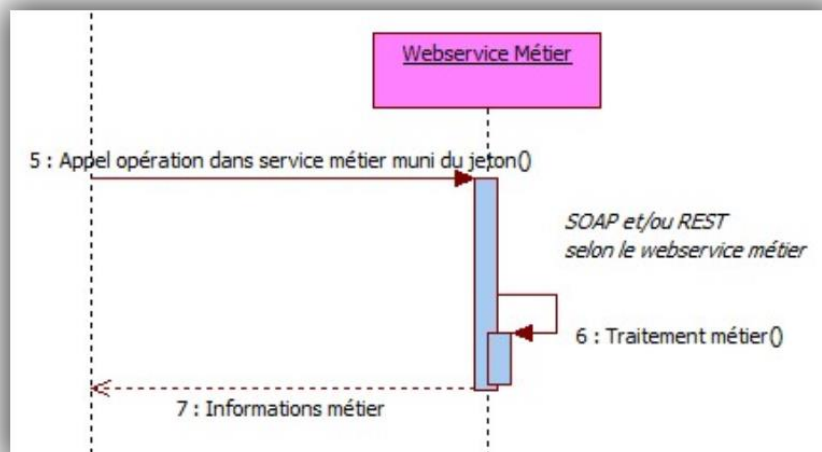 Webservice Métier
5 : Appel opération dans service métier muni du jeton()
SOAP et/ou REST
selon le webservice métier
6 : Traitement métier()
7 : Informations métier